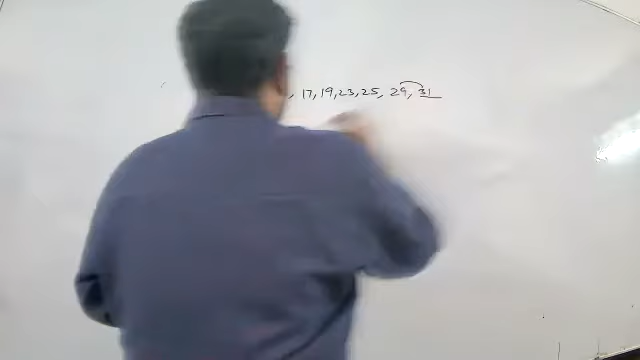 , 17, 19, 23, 25, 29, 31